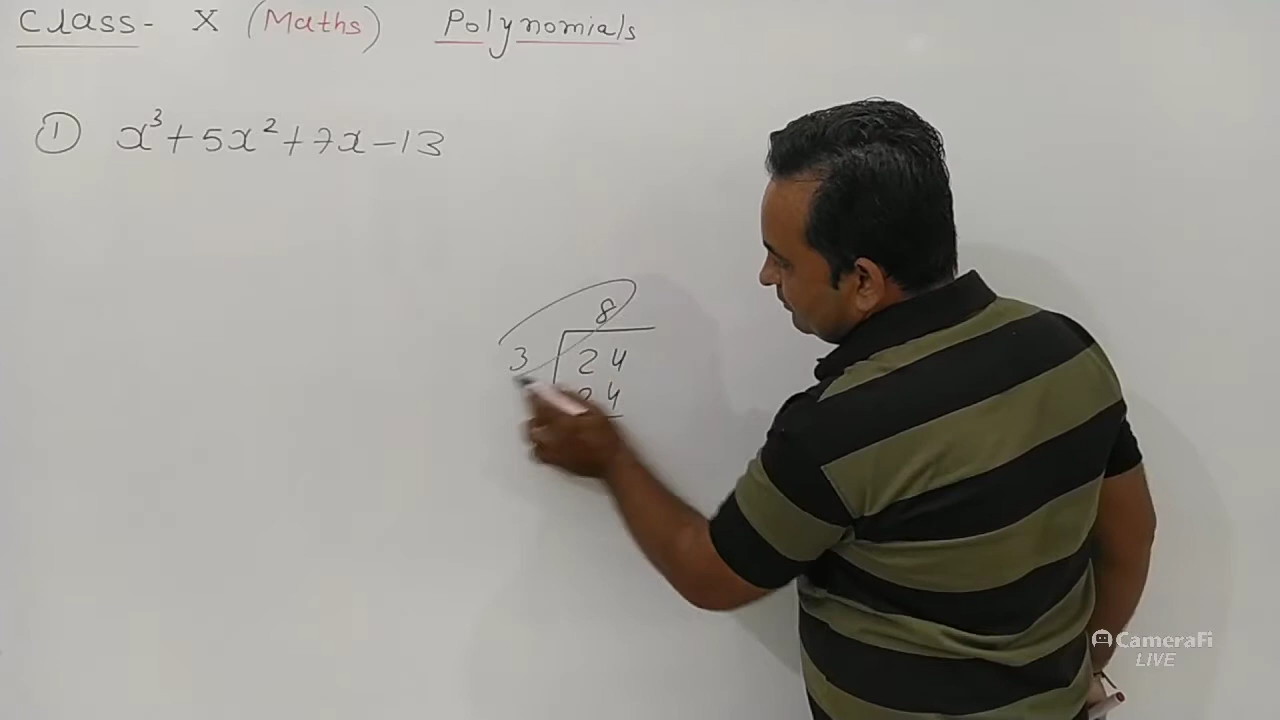 Class- X (Maths) Polynomials
① x³+5x²+7x-13
8
3 24
24
CameraFi
LIVE